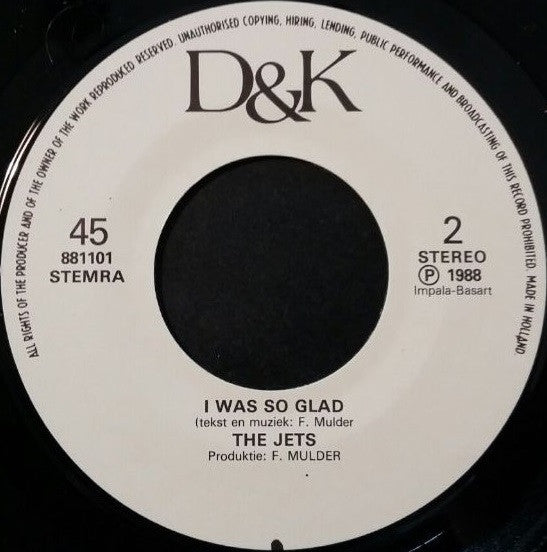 ALL RIGHTS OF THE PRODUCER AND OF THE OWNER OF THE WORK REPRODUCED RESERVED. UNAUTHORISED COPYING, HIRING, LENDING, PUBLIC PERFORMANCE AND BROADCASTING OF THIS RECORD PROHIBITED. MADE IN HOLLAND
D&K
45
881101
STEMRA
2
STEREO
Ⓟ 1988
Impala-Basart
I WAS SO GLAD
(tekst en muziek: F. Mulder
THE JETS
Produktie: F. MULDER